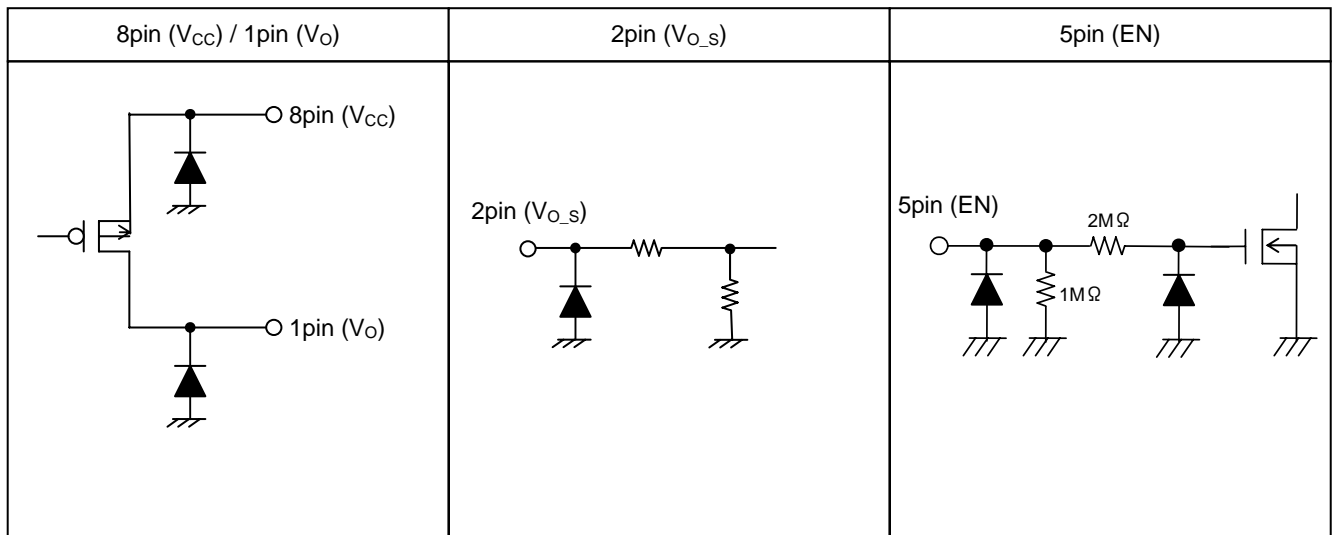 8pin (VCC) / 1pin (VO)
2pin (VO_S)
5pin (EN)
8pin (VCC)
1pin (VO)
2pin (VO_S)
5pin (EN)
2MΩ
1MΩ